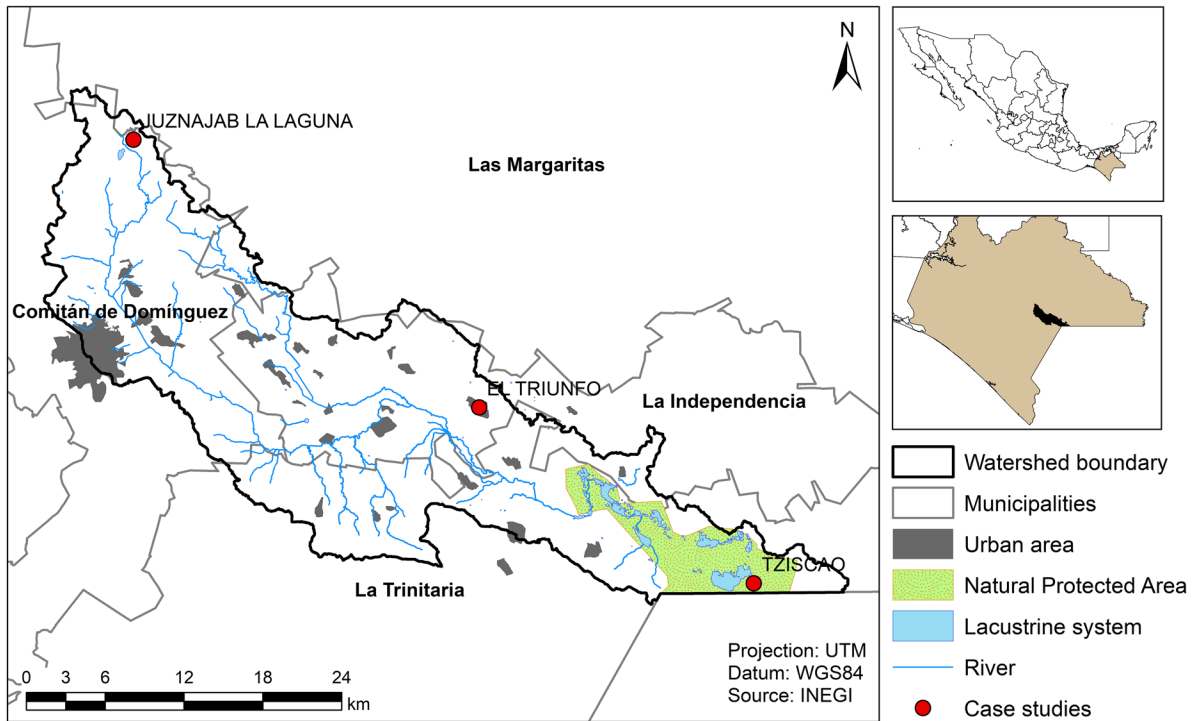 N
JUZNAJAB LA LAGUNA
Las Margaritas
Comitán de Domínguez
EL TRIUNFO
La Independencia
TZISCAO
La Trinitaria
Projection: UTM
Datum: WGS84
Source: INEGI
0 3 6 12 18 24
km
Watershed boundary
Municipalities
Urban area
Natural Protected Area
Lacustrine system
River
Case studies